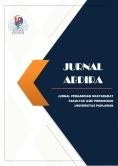 JURNAL
ABDIRA
JURNAL PENGABDIAN MASYARAKAT
FAKULTAS ILMU PENDIDIKAN
UNIVERSITAS PAHLAWAN